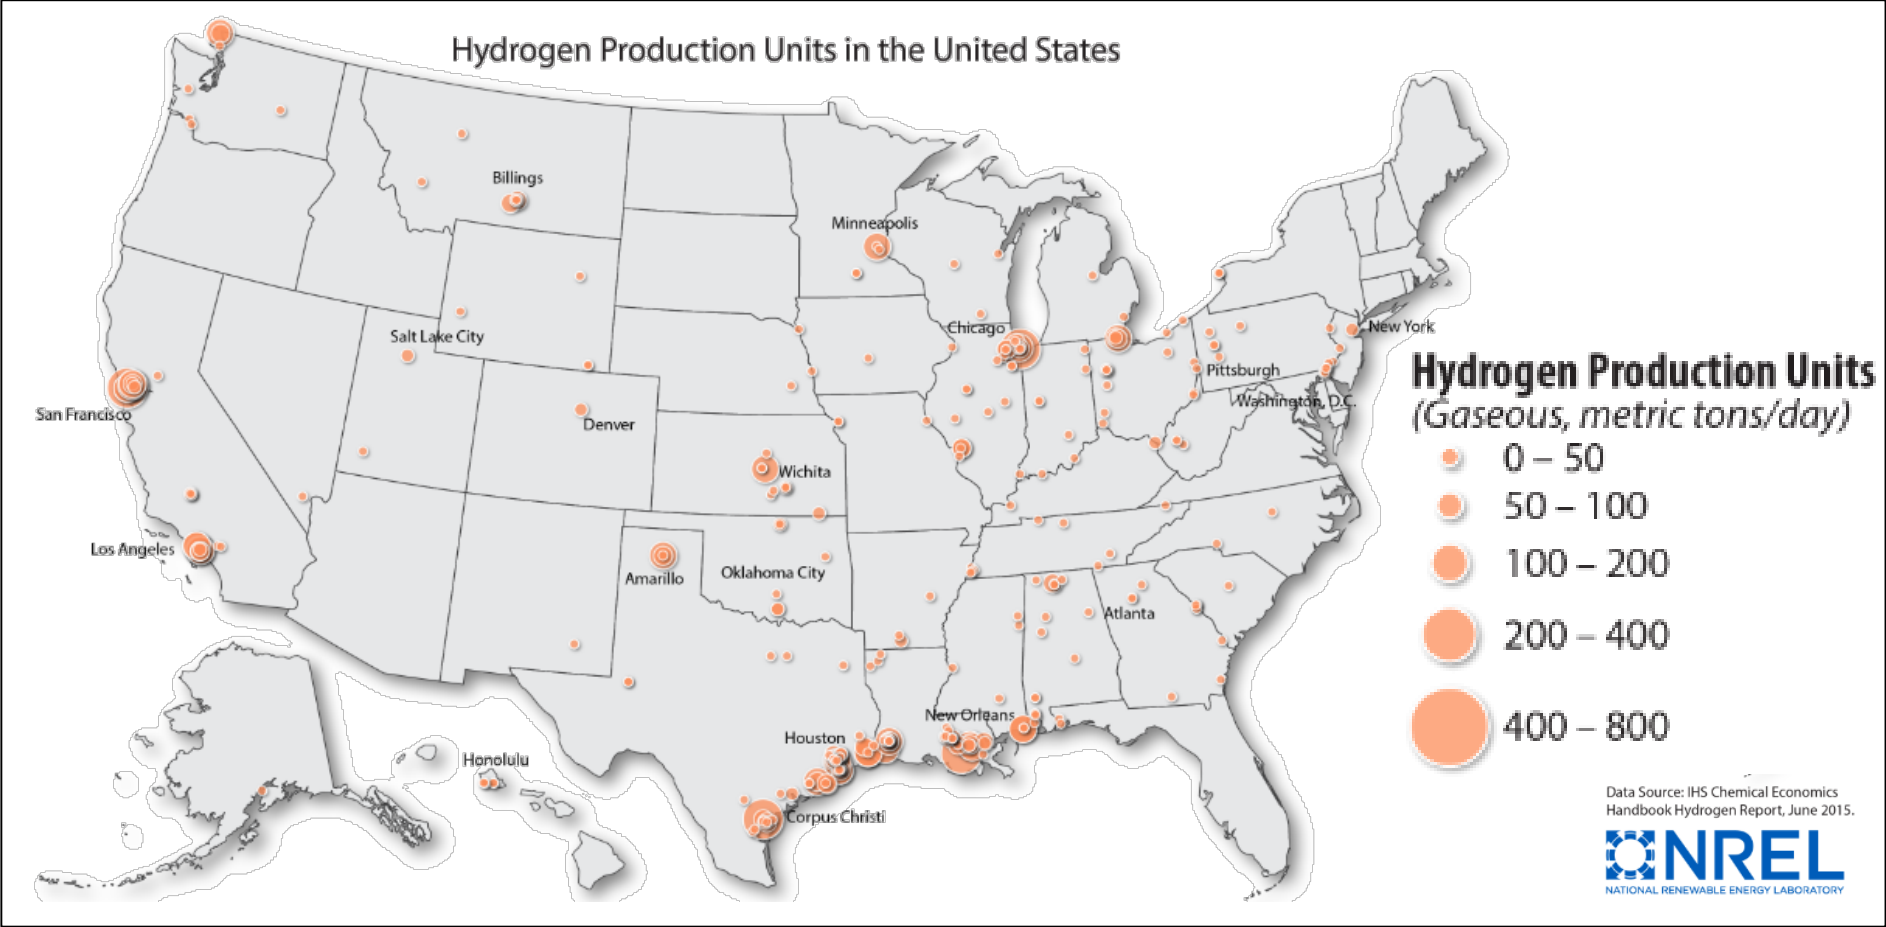 Hydrogen Production Units in the United States
Billings
Minneapolis
Chicago
New York
Salt Lake City
Pittsburgh
Washington, D.C.
San Francisco
Denver
Wichita
Los Angeles
Amarillo
Oklahoma City
Atlanta
New Orleans
Houston
Honolulu
Corpus Christi
Hydrogen Production Units
(Gaseous, metric tons/day)
0 – 50
50 – 100
100 – 200
200 – 400
400 – 800
Data Source: IHS Chemical Economics
Handbook Hydrogen Report, June 2015.
NREL
NATIONAL RENEWABLE ENERGY LABORATORY